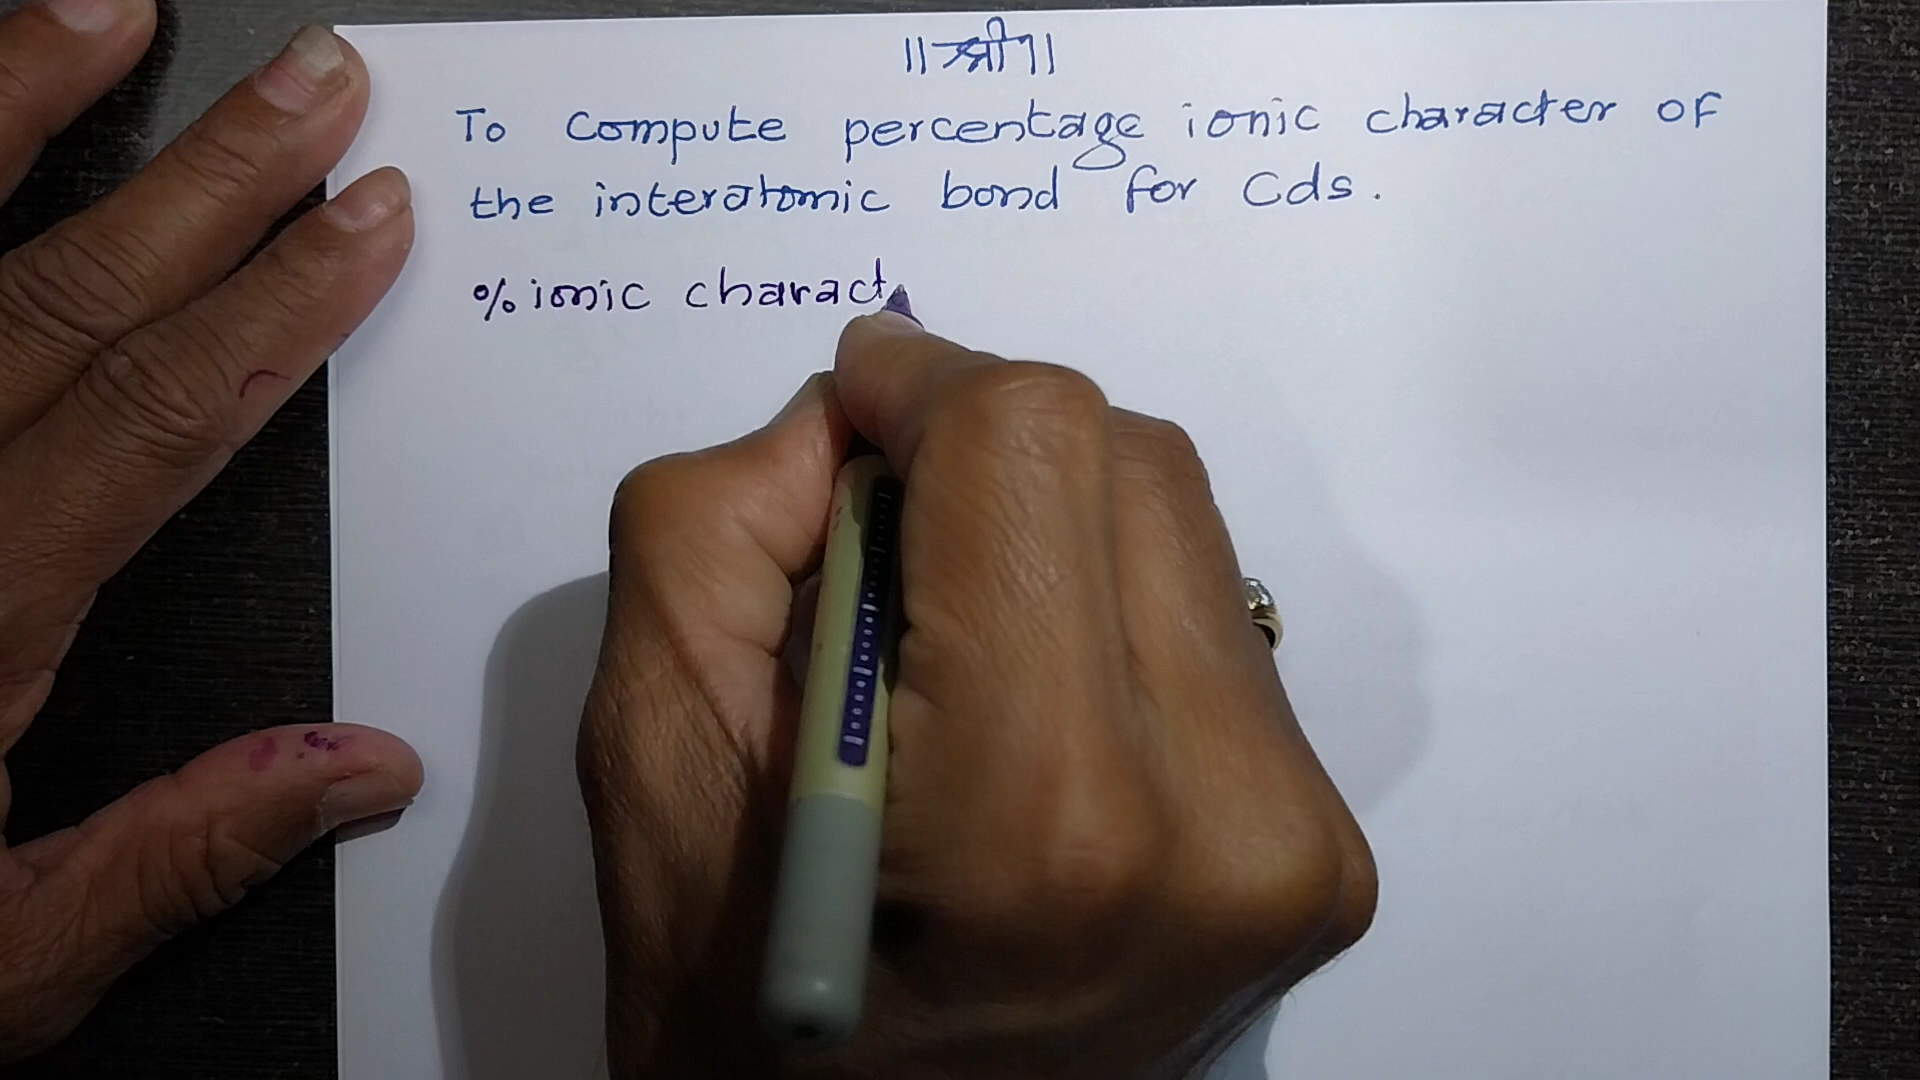 ॥ श्री ॥
To compute percentage ionic character of
the interatomic bond for Cds.
% ionic charact